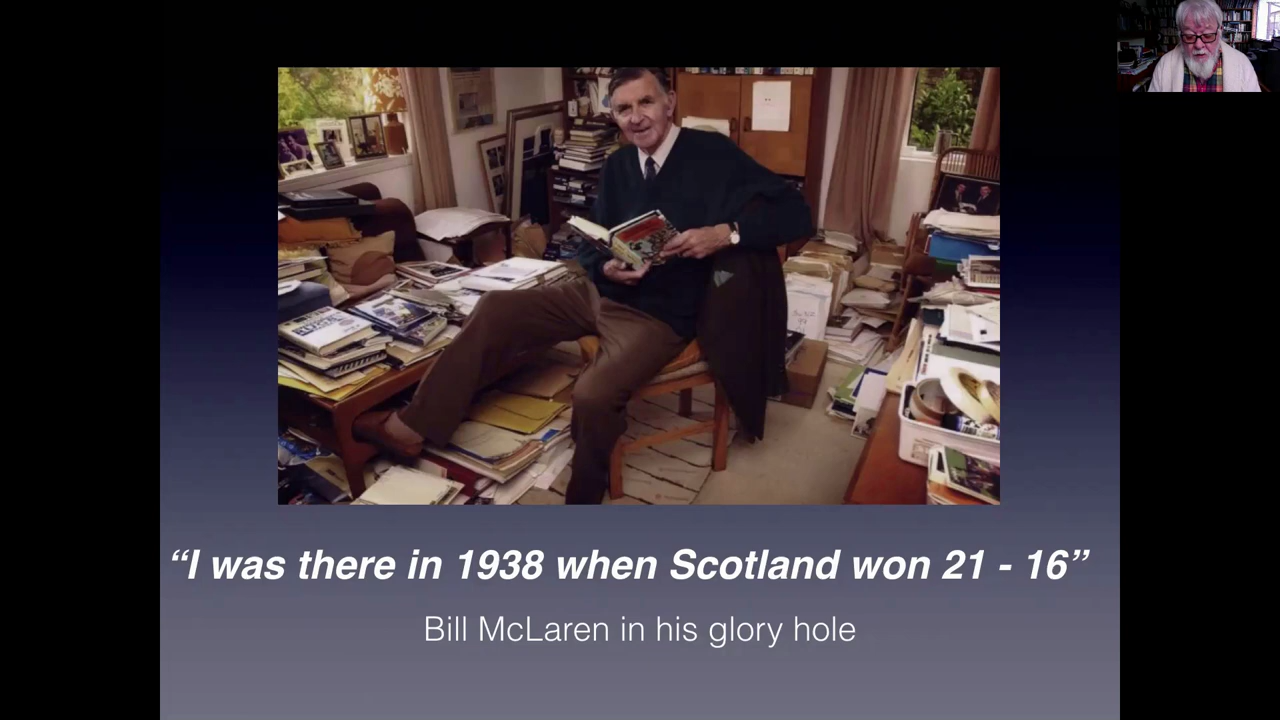 “I was there in 1938 when Scotland won 21 - 16”
Bill McLaren in his glory hole